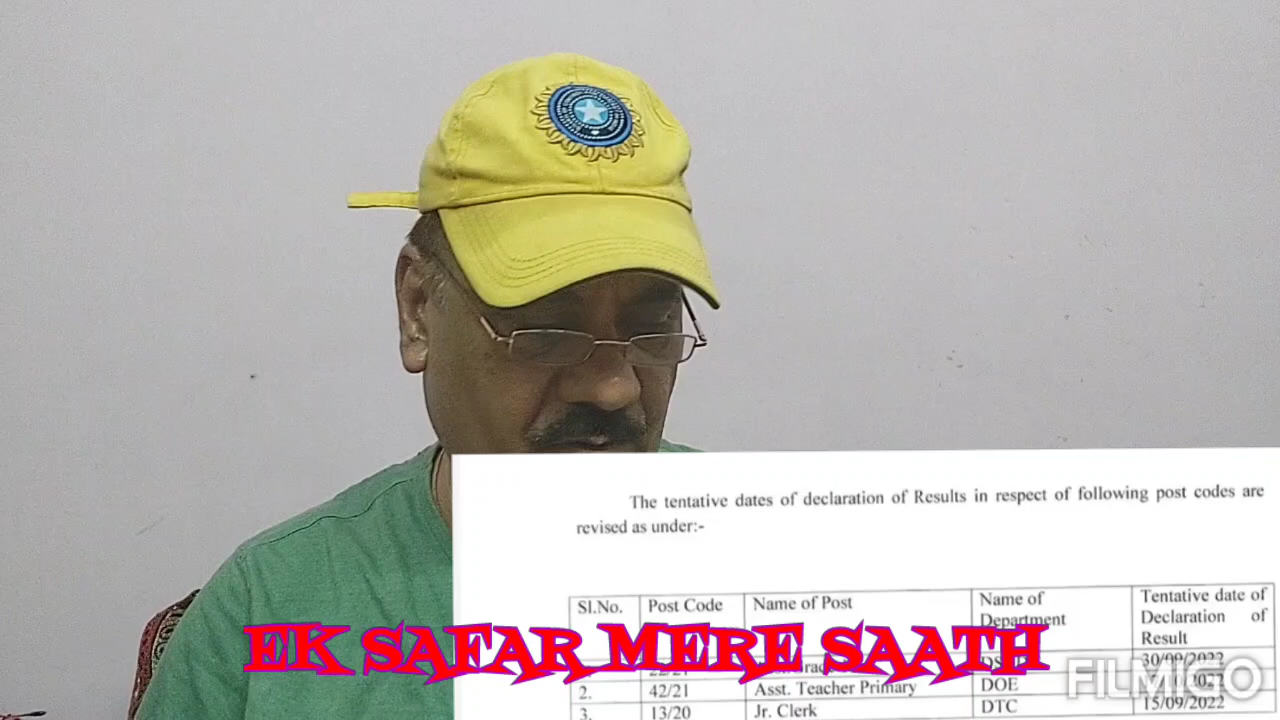 The tentative dates of declaration of Results in respect of following post codes are
revised as under:-
Sl.No. Post Code Name of Post Name of Department Tentative date of Declaration of Result
30/09/2022
2. 42/21 Asst. Teacher Primary DOE 2022
3. 13/20 Jr. Clerk DTC 15/09/2022
EK SAFAR MERE SAATH
FILMIGO